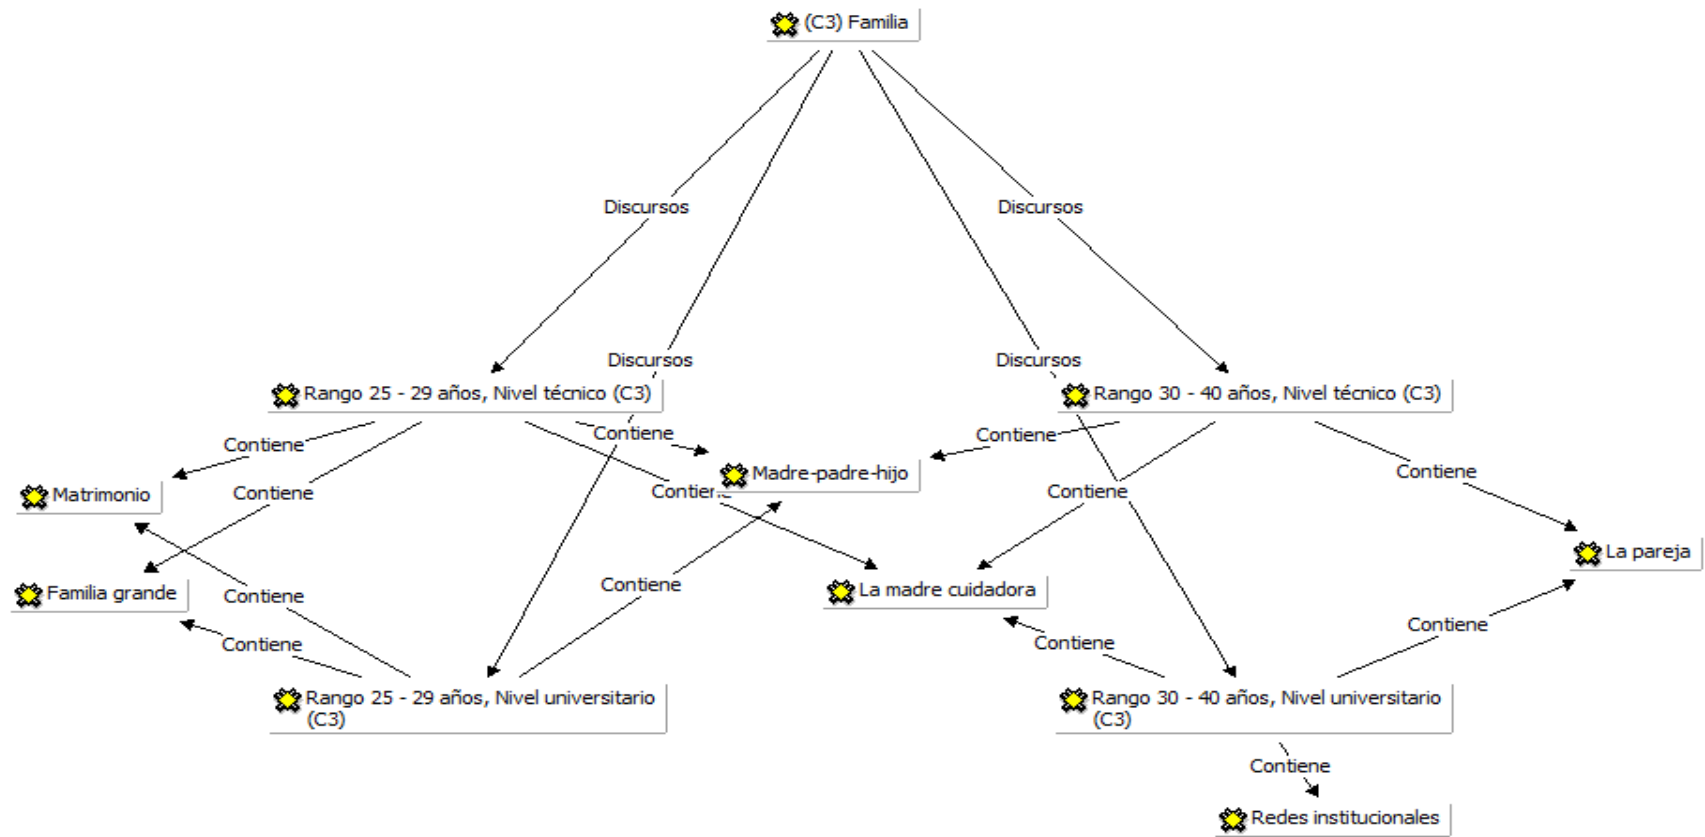 (C3) Familia
Discursos
Discursos
Discursos
Discursos
Rango 25 - 29 años, Nivel técnico (C3)
Rango 30 - 40 años, Nivel técnico (C3)
Contiene
Contiene
Contiene
Contiene
Madre-padre-hijo
Matrimonio
Contiene
Contiene
Contiene
La pareja
Familia grande
Contiene
Contiene
La madre cuidadora
Contiene
Contiene
Contiene
Rango 25 - 29 años, Nivel universitario
(C3)
Rango 30 - 40 años, Nivel universitario
(C3)
Contiene
Redes institucionales